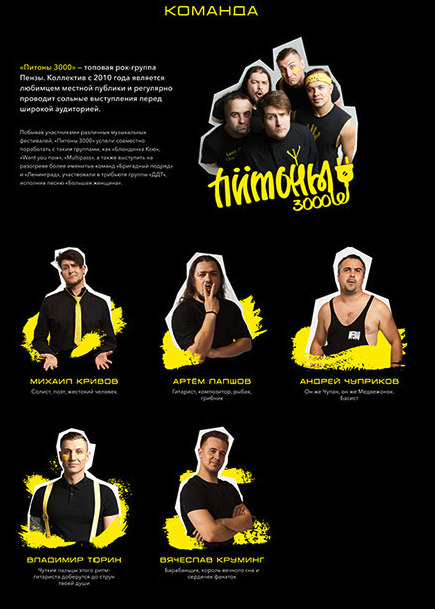 КОМАНДА
«Питоны 3000» – топовая рок-группа
Пензы. Коллектив с 2010 года является
любимцем местной публики и регулярно
проводит сольные выступления перед
широкой аудиторией.
Побывав участниками различных музыкальных
фестивалей, «Питоны 3000» успели совместно
поработать с такими группами, как «Блондинка Ксю»,
«Want you now», «Multipass», а также выступить на
разогреве более именитых команд «Бригадный подряд»
и «Ленинград», участвовали в трибьюте группы «ДДТ»,
исполнив песню «Большая женщина».
ПИТОНЫ
3000
МИХАИЛ КРИВОВ
Солист, поэт, жестокий человек
АРТЁМ ЛАПШОВ
Гитарист, композитор, рыбак,
грибник
АНДРЕЙ ЧУПРИКОВ
Он же Чупан, он же Медвежонок.
Басист
ВЛАДИМИР ТЮРИН
Чуткие пальцы этого ритм-
гитариста доберутся до струн
твоей души
ВЯЧЕСЛАВ КРУМИНГ
Барабанщик, король вечного сна и
сердечек фанаток